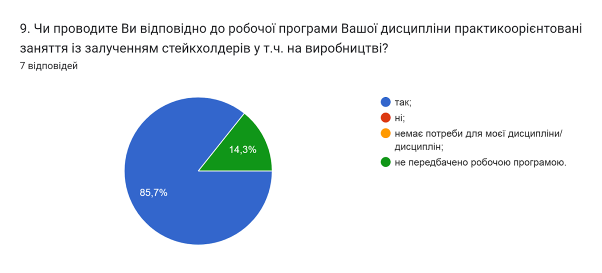 9. Чи проводите Ви відповідно до робочої програми Вашої дисципліни практикоорієнтовані
заняття із залученням стейкхолдерів у т.ч. на виробництві?
7 відповідей
так;
ні;
немає потреби для моєї дисципліни/
дисциплін;
не передбачено робочою програмою.
14,3%
85,7%